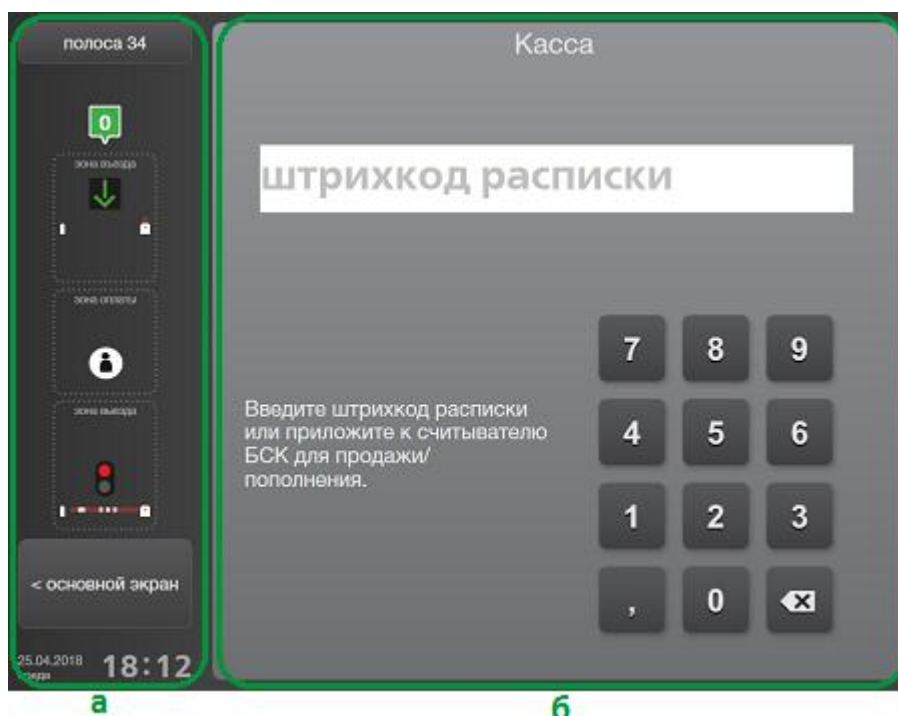 полоса 34
0
зона въезда
зона оплаты
зона выезда
< основной экран
25.04.2018
среда
18:12
Касса
штрихкод расписки
Введите штрихкод расписки
или приложите к считывателю
БСК для продажи/
пополнения.
7 8 9
4 5 6
1 2 3
, 0
а
б